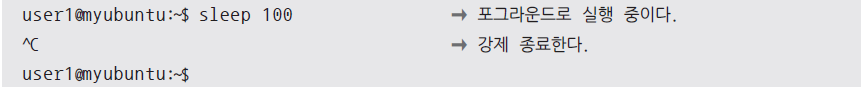 user1@myubuntu:~$ sleep 100 → 포그라운드로 실행 중이다.
^C → 강제 종료한다.
user1@myubuntu:~$